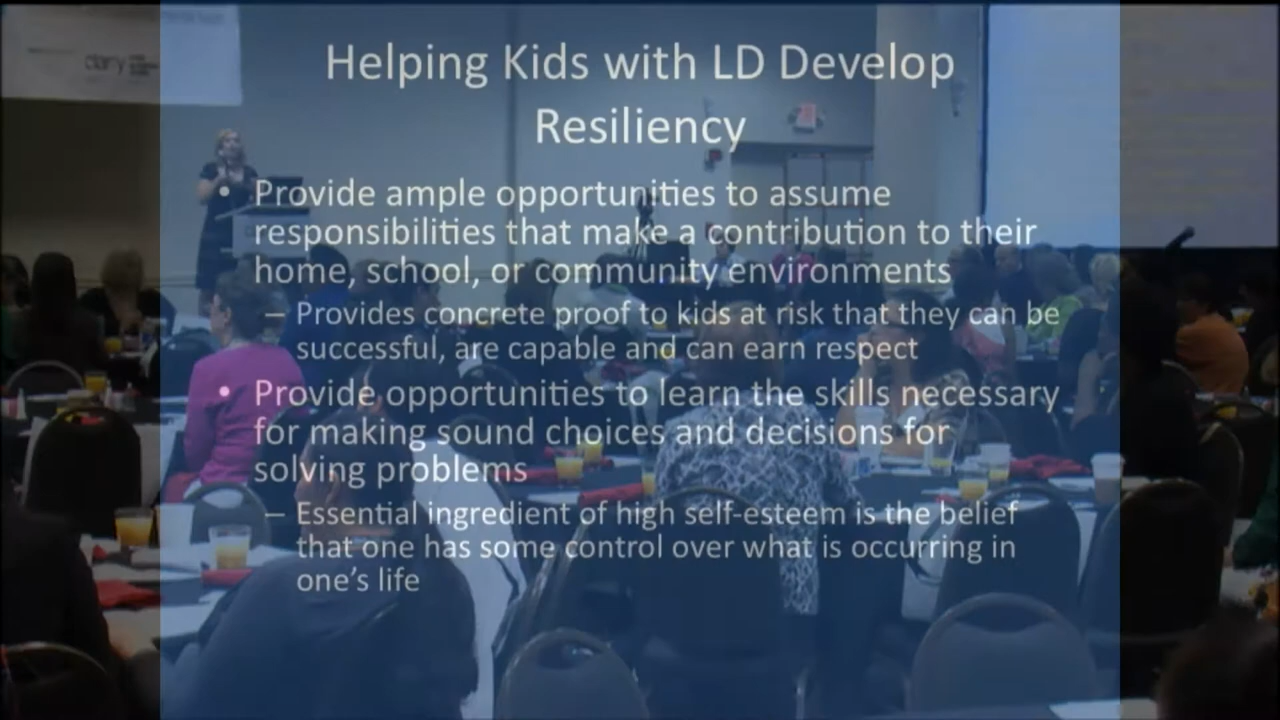 Helping Kids with LD Develop
Resiliency
• Provide ample opportunities to assume
responsibilities that make a contribution to their
home, school, or community environments
– Provides concrete proof to kids at risk that they can be
successful, are capable and can earn respect
• Provide opportunities to learn the skills necessary
for making sound choices and decisions for
solving problems
– Essential ingredient of high self-esteem is the belief
that one has some control over what is occurring in
one's life